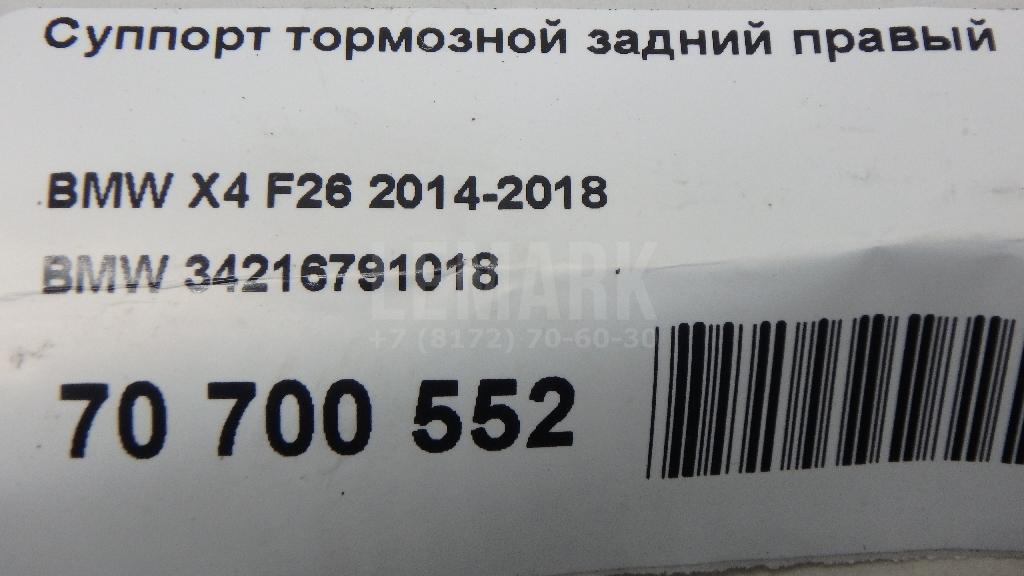 Суппорт тормозной задний правый
BMW X4 F26 2014-2018
BMW 34216791018
LEMARK
+7 (8172) 70-60-30
70 700 552